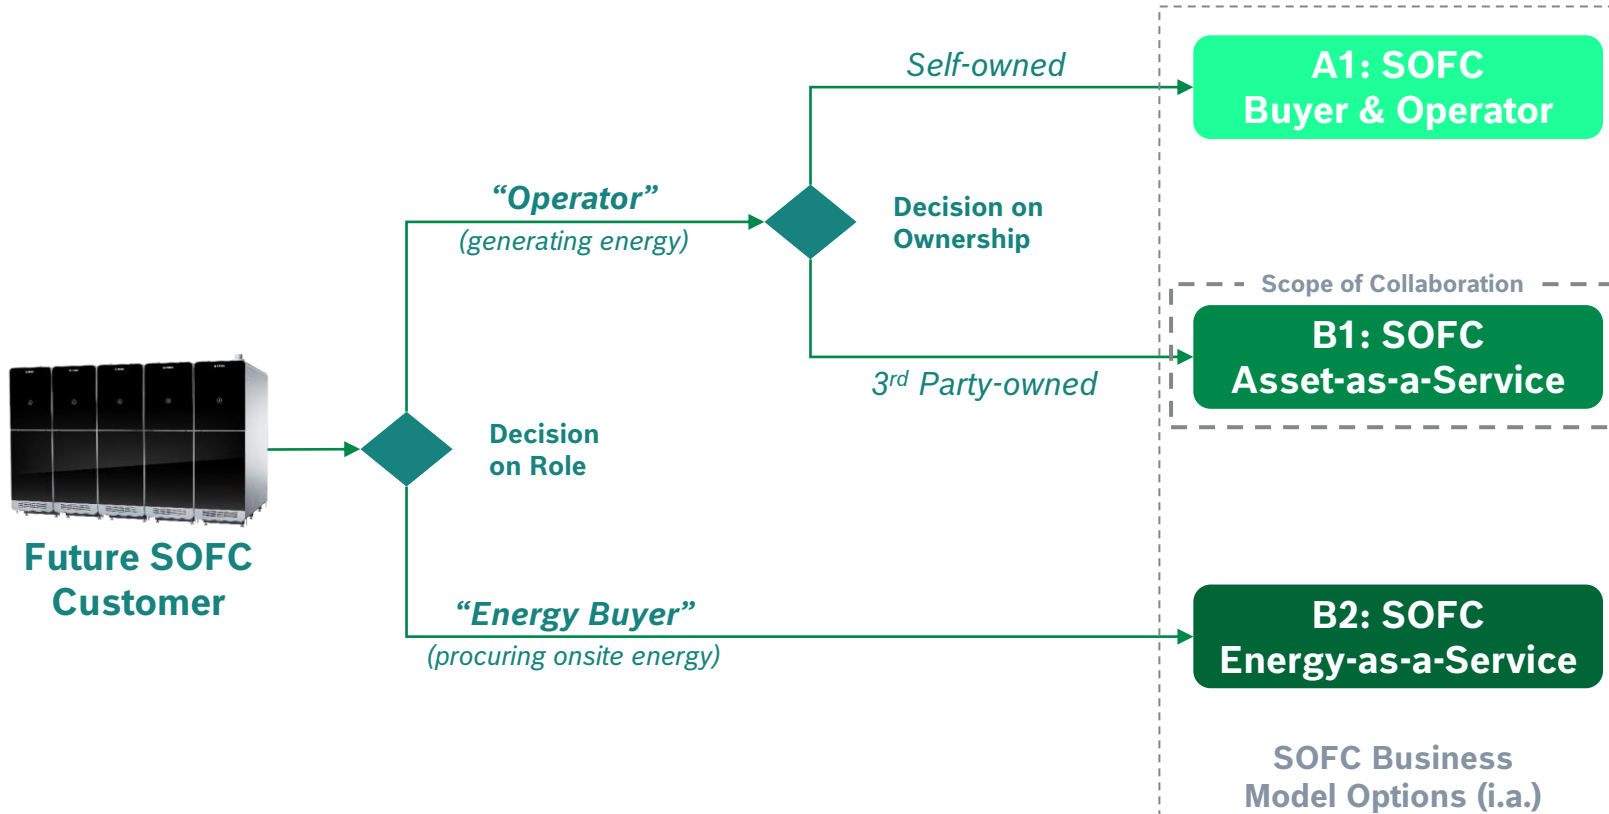 Self-owned
A1: SOFC
Buyer & Operator
“Operator”
(generating energy)
Decision on
Ownership
Scope of Collaboration
B1: SOFC
Asset-as-a-Service
3rd Party-owned
Decision
on Role
Future SOFC
Customer
“Energy Buyer”
(procuring onsite energy)
B2: SOFC
Energy-as-a-Service
SOFC Business
Model Options (i.a.)